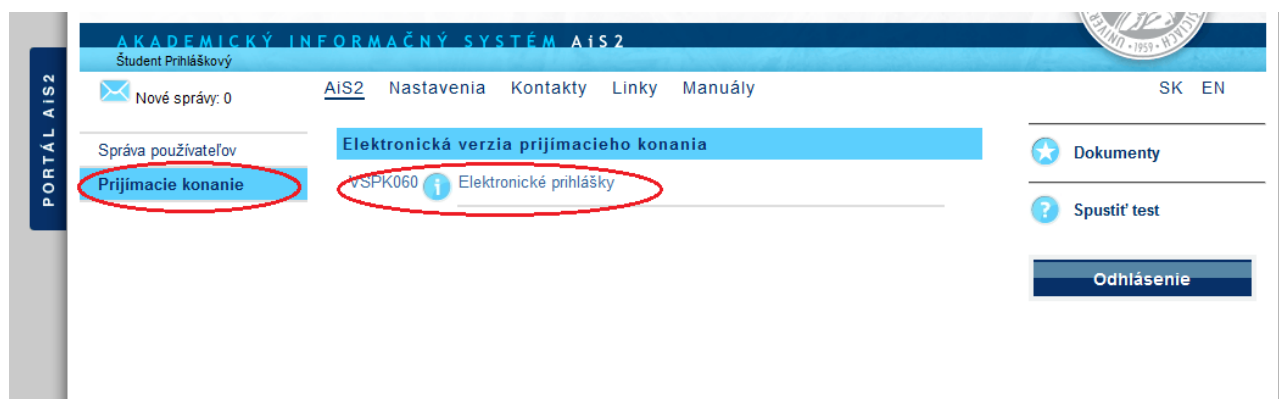 AKADEMICKÝ INFORMAČNÝ SYSTÉM AiS2
Študent Prihláškový
PORTÁL AiS2
Nové správy: 0
AiS2 Nastavenia Kontakty Linky Manuály
SK EN
Správa používateľov
Prijímacie konanie
Elektronická verzia prijímacieho konania
VSPK060 i Elektronické prihlášky
Dokumenty
? Spustiť test
Odhlásenie
1959